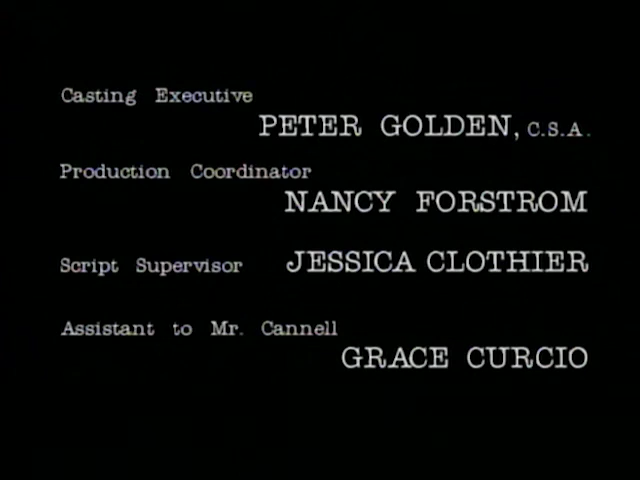 Casting Executive
PETER GOLDEN, C.S.A.
Production Coordinator
NANCY FORSTROM
Script Supervisor JESSICA CLOTHIER
Assistant to Mr. Cannell
GRACE CURCIO